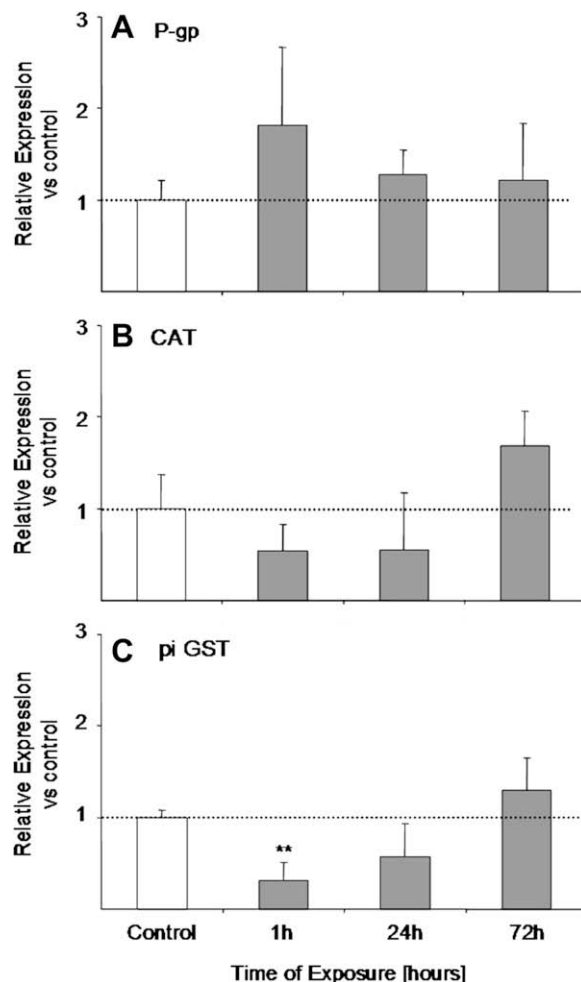 A P-gp
3
2
1
Relative Expression
vs control
B CAT
3
2
1
Relative Expression
vs control
C pi GST
3
2
1
Relative Expression
vs control
**
Control 1h 24h 72h
Time of Exposure [hours]